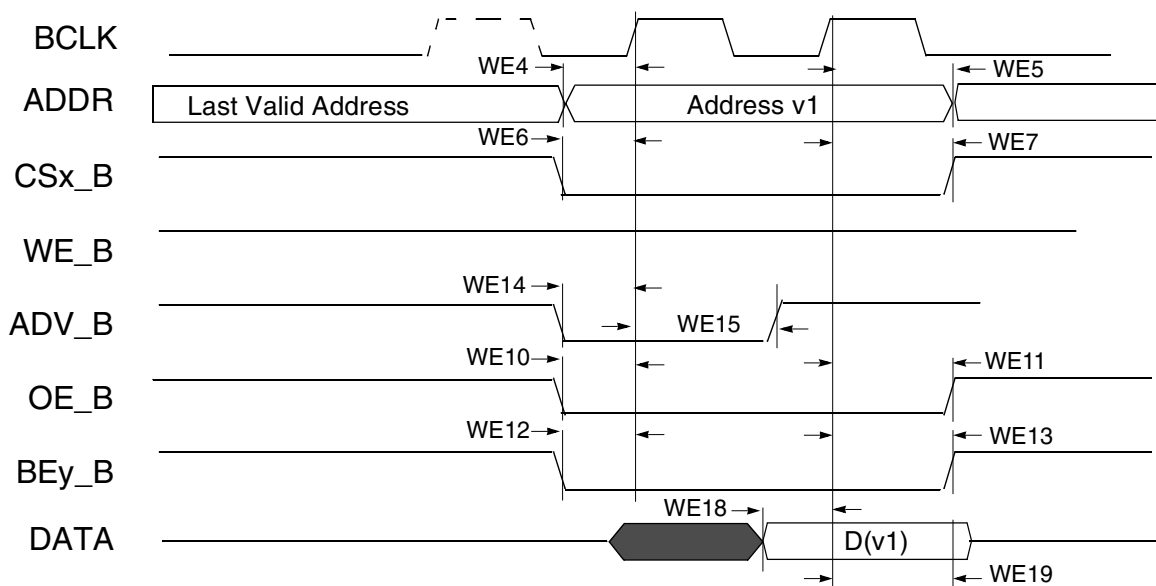 BCLK
WE4
WE5
ADDR
Last Valid Address
Address v1
WE6
WE7
CSx_B
WE_B
WE14
ADV_B
WE15
WE10
WE11
OE_B
WE12
WE13
BEy_B
WE18
DATA
D(v1)
WE19